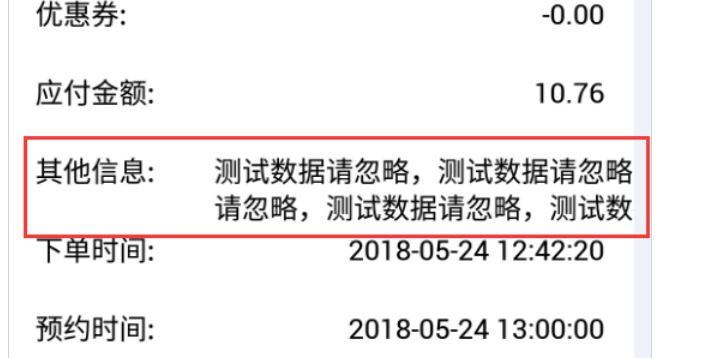 优惠券: -0.00
应付金额: 10.76
其他信息: 测试数据请忽略，测试数据请忽略
请忽略，测试数据请忽略，测试数
下单时间: 2018-05-24 12:42:20
预约时间: 2018-05-24 13:00:00